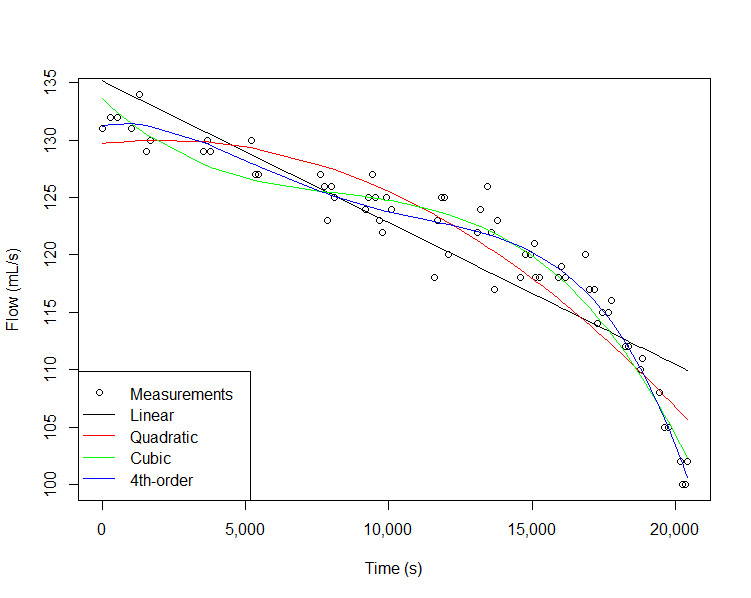 135
130
125
120
115
110
105
100
Flow (mL/s)
Measurements
Linear
Quadratic
Cubic
4th-order
0 5,000 10,000 15,000 20,000
Time (s)